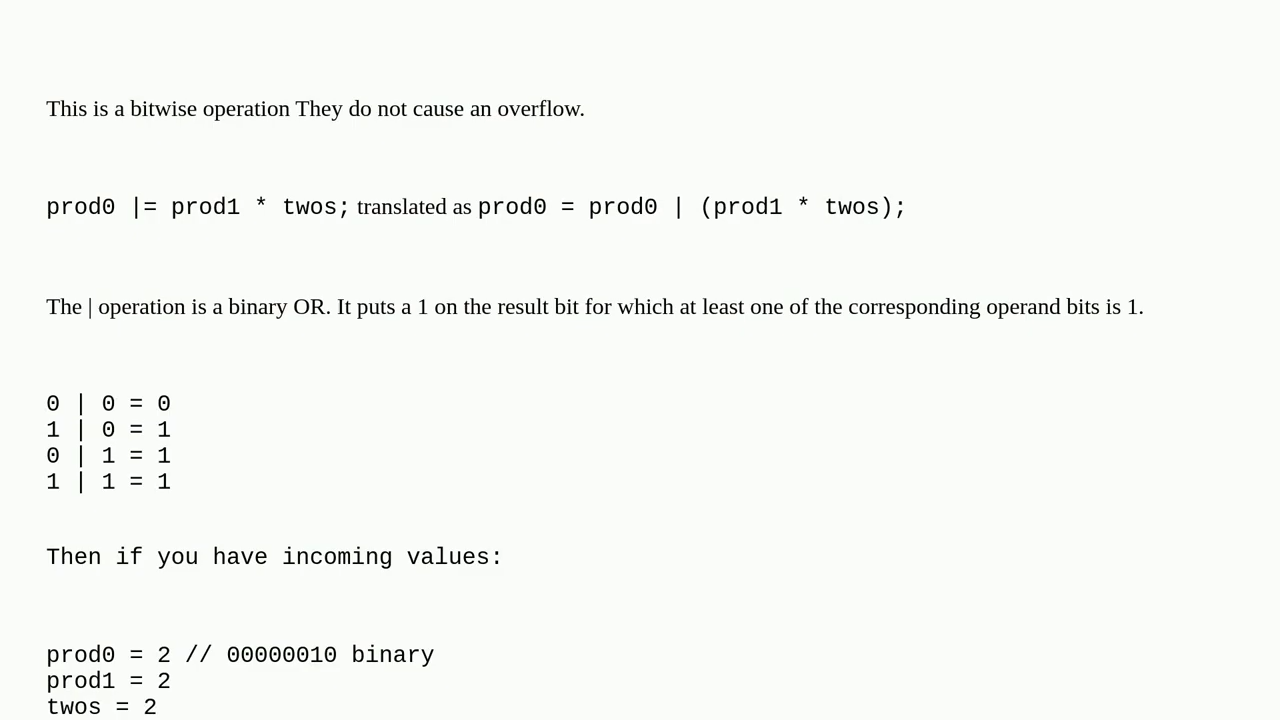 This is a bitwise operation They do not cause an overflow.
prod0 |= prod1 * twos; translated as prod0 = prod0 | (prod1 * twos);
The | operation is a binary OR. It puts a 1 on the result bit for which at least one of the corresponding operand bits is 1.
0 | 0 = 0
1 | 0 = 1
0 | 1 = 1
1 | 1 = 1
Then if you have incoming values:
prod0 = 2 // 00000010 binary
prod1 = 2
twos = 2